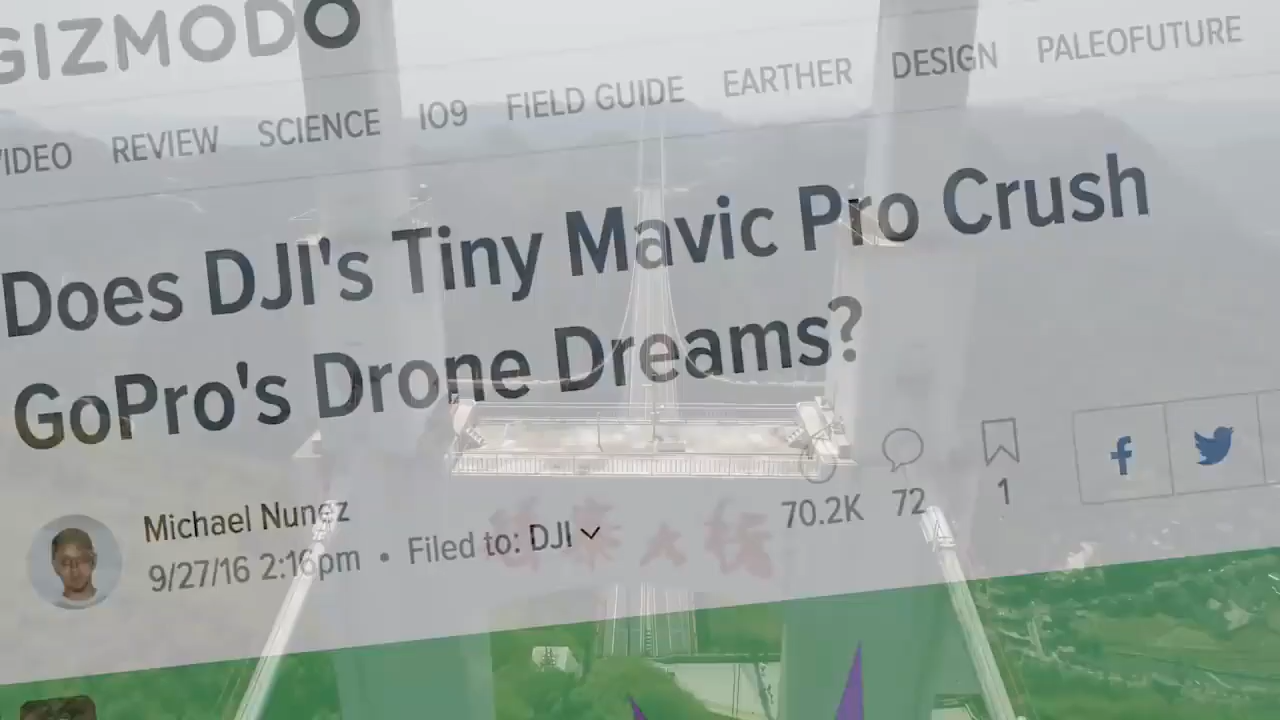 GIZMODO
VIDEO REVIEW SCIENCE IO9 FIELD GUIDE EARTHER DESIGN PALEOFUTURE
Does DJI's Tiny Mavic Pro Crush
GoPro's Drone Dreams?
Michael Nunez
9/27/16 2:16pm • Filed to: DJI
70.2K 72 1